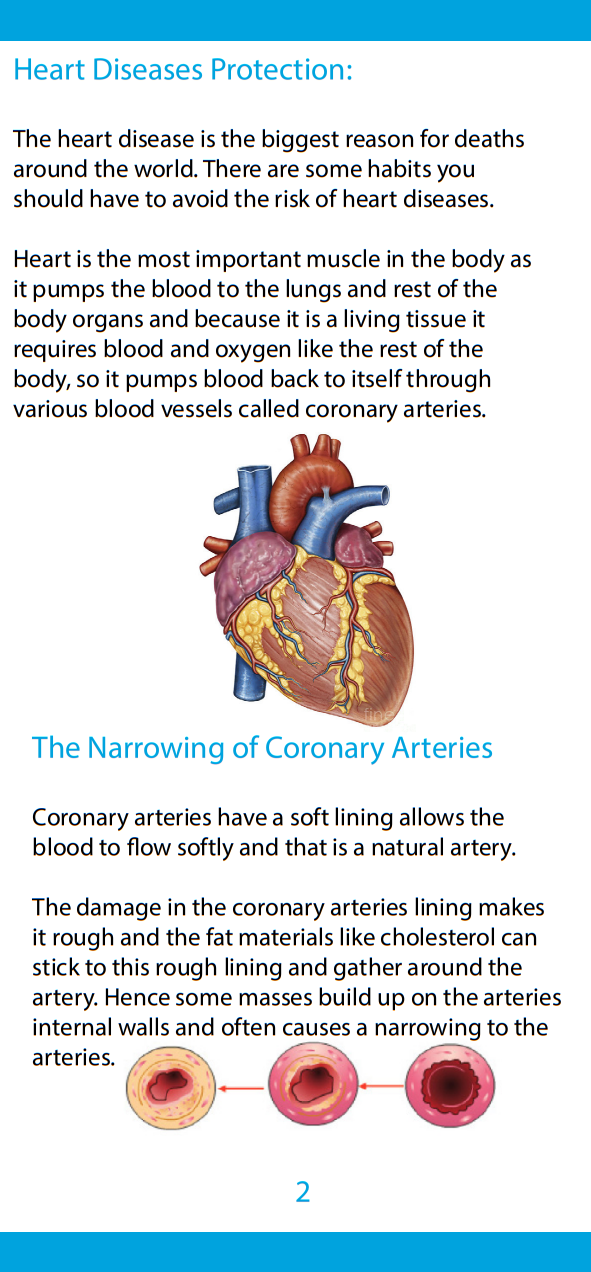 Heart Diseases Protection:
The heart disease is the biggest reason for deaths
around the world. There are some habits you
should have to avoid the risk of heart diseases.
Heart is the most important muscle in the body as
it pumps the blood to the lungs and rest of the
body organs and because it is a living tissue it
requires blood and oxygen like the rest of the
body, so it pumps blood back to itself through
various blood vessels called coronary arteries.
fine
The Narrowing of Coronary Arteries
Coronary arteries have a soft lining allows the
blood to flow softly and that is a natural artery.
The damage in the coronary arteries lining makes
it rough and the fat materials like cholesterol can
stick to this rough lining and gather around the
artery. Hence some masses build up on the arteries
internal walls and often causes a narrowing to the
arteries.
2